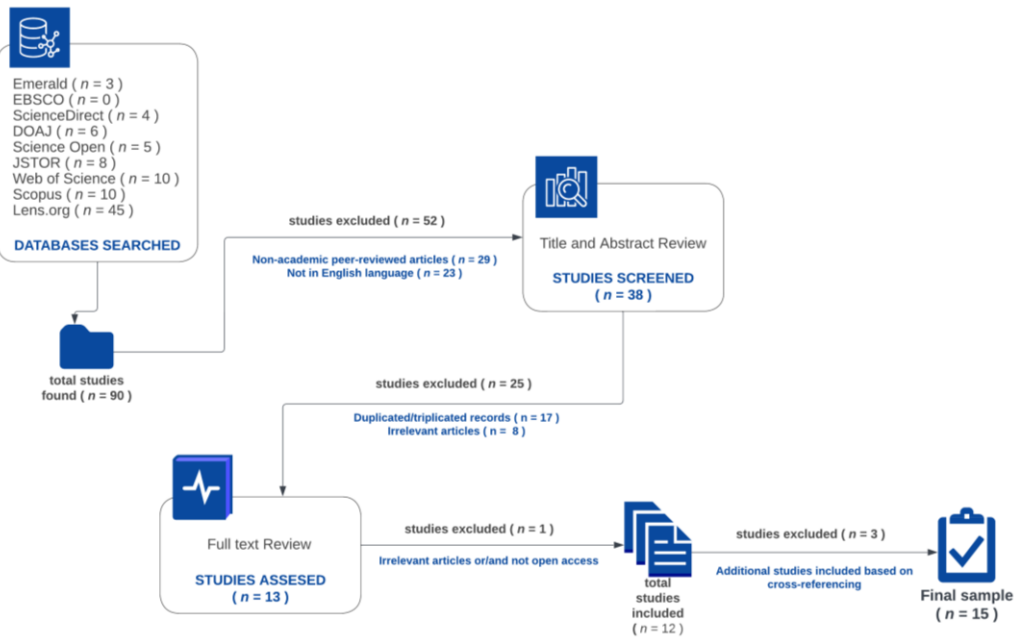 Emerald ( n = 3 )
EBSCO ( n = 0 )
ScienceDirect ( n = 4 )
DOAJ ( n = 6 )
Science Open ( n = 5 )
JSTOR ( n = 8 )
Web of Science ( n = 10 )
Scopus ( n = 10 )
Lens.org ( n = 45 )
DATABASES SEARCHED
total studies
found ( n = 90 )
studies excluded ( n = 52 )
Non-academic peer-reviewed articles ( n = 29 )
Not in English language ( n = 23 )
Title and Abstract Review
STUDIES SCREENED
( n = 38 )
studies excluded ( n = 25 )
Duplicated/triplicated records ( n = 17 )
Irrelevant articles ( n = 8 )
Full text Review
STUDIES ASSESED
( n = 13 )
studies excluded ( n = 1 )
Irrelevant articles or/and not open access
total
studies
included
( n = 12 )
studies excluded ( n = 3 )
Additional studies included based on
cross-referencing
Final sample
( n = 15 )